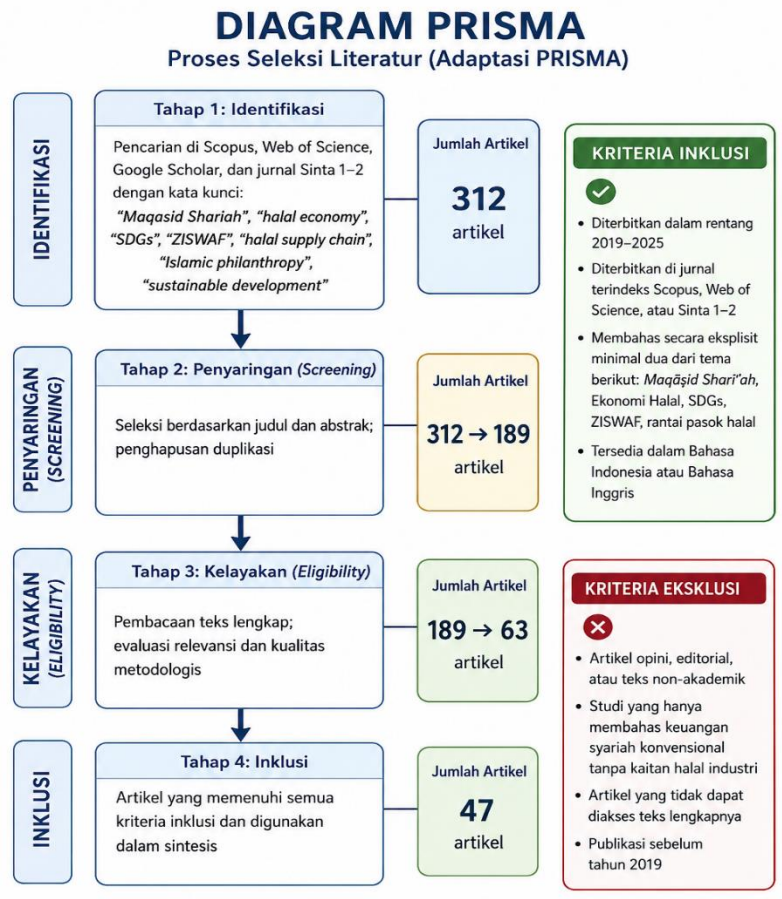 DIAGRAM PRISMA
Proses Seleksi Literatur (Adaptasi PRISMA)
IDENTIFIKASI
Tahap 1: Identifikasi
Pencarian di Scopus, Web of Science,
Google Scholar, dan jurnal Sinta 1–2
dengan kata kunci:
“Maqasid Shariah”, “halal economy”,
“SDGs”, “ZISWAF”, “halal supply chain”,
“Islamic philanthropy”,
“sustainable development”
Jumlah Artikel
312
artikel
PENYARINGAN
(SCREENING)
Tahap 2: Penyaringan (Screening)
Seleksi berdasarkan judul dan abstrak;
penghapusan duplikasi
Jumlah Artikel
312 → 189
artikel
KELAYAKAN
(ELIGIBILITY)
Tahap 3: Kelayakan (Eligibility)
Pembacaan teks lengkap;
evaluasi relevansi dan kualitas
metodologis
Jumlah Artikel
189 → 63
artikel
INKLUSI
Tahap 4: Inklusi
Artikel yang memenuhi semua
kriteria inklusi dan digunakan
dalam sintesis
Jumlah Artikel
47
artikel
KRITERIA INKLUSI
• Diterbitkan dalam rentang
2019–2025
• Diterbitkan di jurnal
terindeks Scopus, Web of
Science, atau Sinta 1–2
• Membahas secara eksplisit
minimal dua dari tema
berikut: Maqāṣid Sharī‘ah,
Ekonomi Halal, SDGs,
ZISWAF, rantai pasok halal
• Tersedia dalam Bahasa
Indonesia atau Bahasa
Inggris
KRITERIA EKSKLUSI
• Artikel opini, editorial,
atau teks non-akademik
• Studi yang hanya
membahas keuangan
syariah konvensional
tanpa kaitan halal industri
• Artikel yang tidak dapat
diakses teks lengkapnya
• Publikasi sebelum
tahun 2019